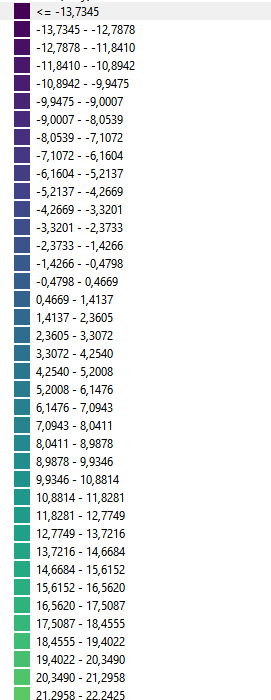 <= -13,7345
-13,7345 - -12,7878
-12,7878 - -11,8410
-11,8410 - -10,8942
-10,8942 - -9,9475
-9,9475 - -9,0007
-9,0007 - -8,0539
-8,0539 - -7,1072
-7,1072 - -6,1604
-6,1604 - -5,2137
-5,2137 - -4,2669
-4,2669 - -3,3201
-3,3201 - -2,3733
-2,3733 - -1,4266
-1,4266 - -0,4798
-0,4798 - 0,4669
0,4669 - 1,4137
1,4137 - 2,3605
2,3605 - 3,3072
3,3072 - 4,2540
4,2540 - 5,2008
5,2008 - 6,1476
6,1476 - 7,0943
7,0943 - 8,0411
8,0411 - 8,9878
8,9878 - 9,9346
9,9346 - 10,8814
10,8814 - 11,8281
11,8281 - 12,7749
12,7749 - 13,7216
13,7216 - 14,6684
14,6684 - 15,6152
15,6152 - 16,5620
16,5620 - 17,5087
17,5087 - 18,4555
18,4555 - 19,4022
19,4022 - 20,3490
20,3490 - 21,2958
21,2958 - 22,2425